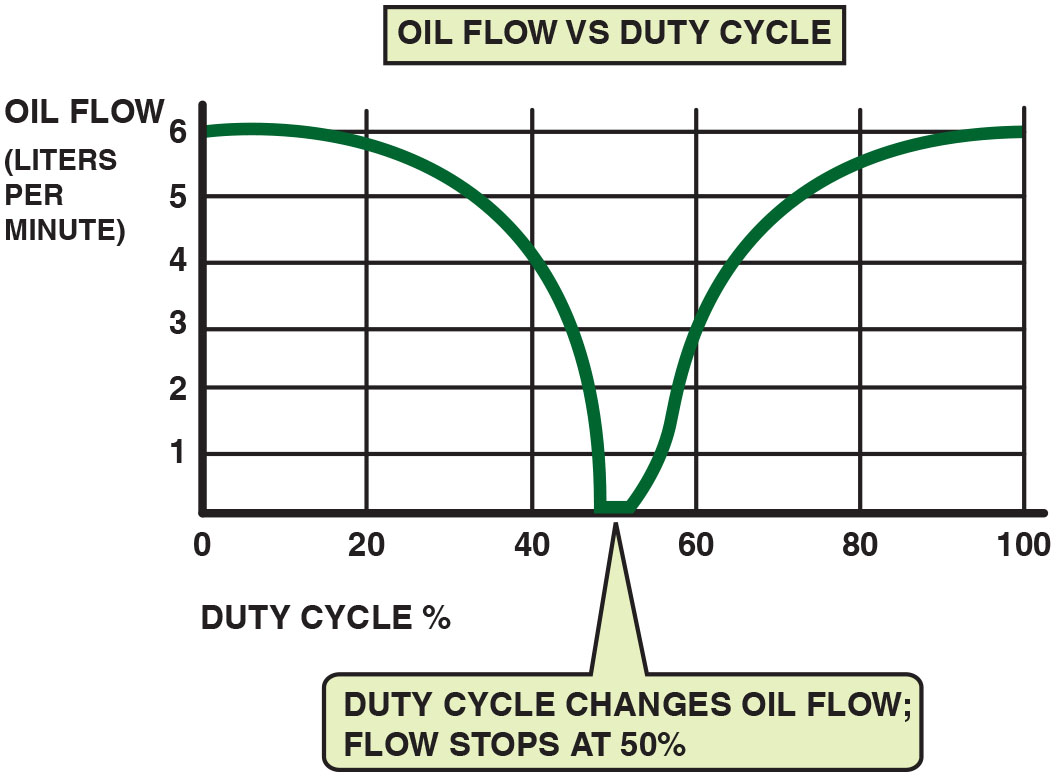 OIL FLOW VS DUTY CYCLE
OIL FLOW
(LITERS
PER
MINUTE)
6
5
4
3
2
1
0 20 40 60 80 100
DUTY CYCLE %
DUTY CYCLE CHANGES OIL FLOW;
FLOW STOPS AT 50%